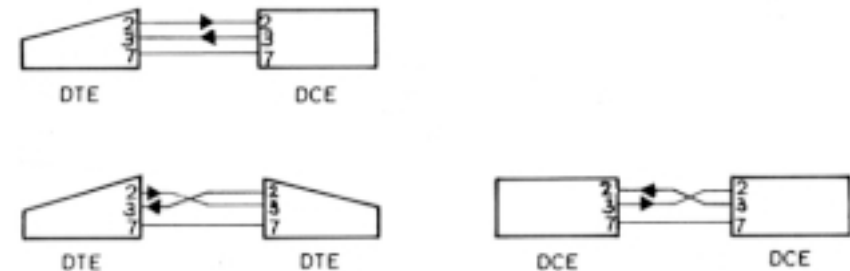 2 2
3 3
7 7
DTE DCE
2 2 2 2
3 3 3 3
7 7 7 7
DTE DTE DCE DCE